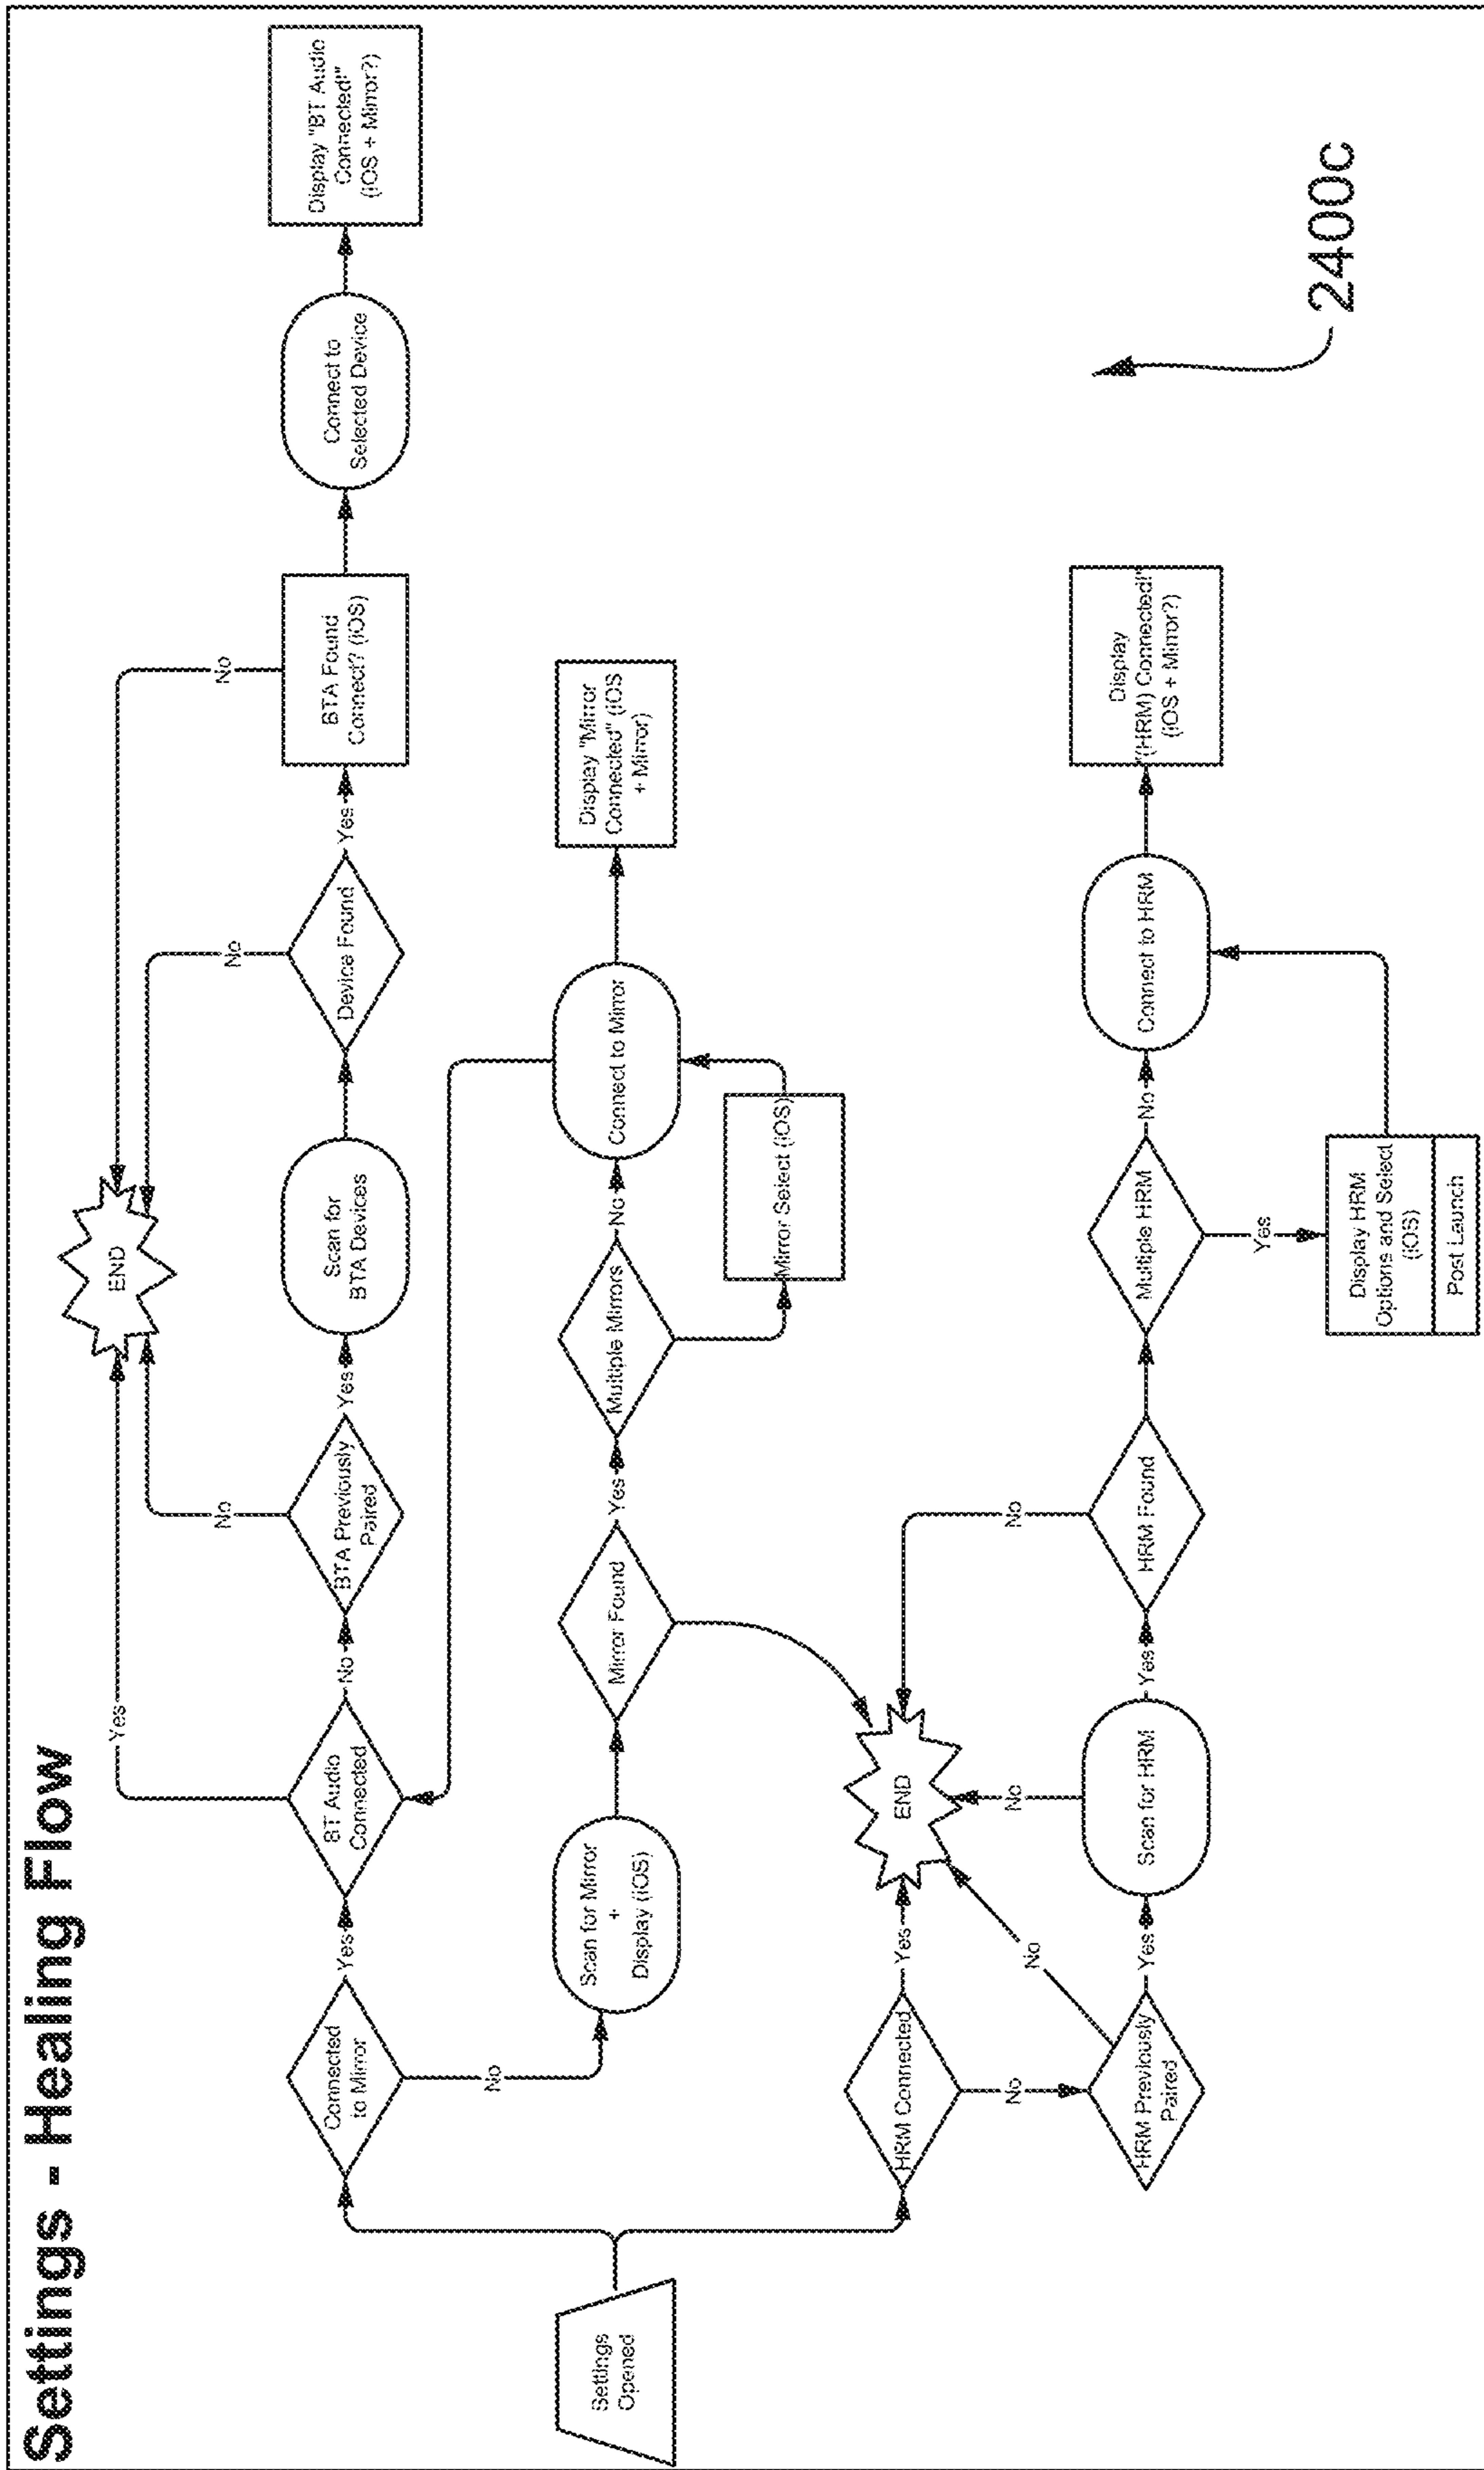 Settings - Healing Flow
Settings
Opened
Connected
to Mirror
Yes
No
BT Audio
Connected
Yes
No
BTA Previously
Paired
No
Yes
Scan for
BTA Devices
END
Device Found
No
Yes
BTA Found
Connect? (iOS)
No
Connect to
Selected Device
Display "BT Audio
Connected!"
(iOS + Mirror?)
Scan for Mirror
+
Display (iOS)
Mirror Found
Yes
Multiple Mirrors
No
Mirror Select (iOS)
Connect to Mirror
Display "Mirror
Connected" (iOS
+ Mirror)
HRM Connected
Yes
No
END
HRM Previously
Paired
No
Yes
Scan for HRM
No
Yes
HRM Found
No
Multiple HRM
No
Yes
Display HRM
Options and Select
(iOS)
Post Launch
Connect to HRM
Display
"(HRM) Connected!"
(iOS + Mirror?)
2400c